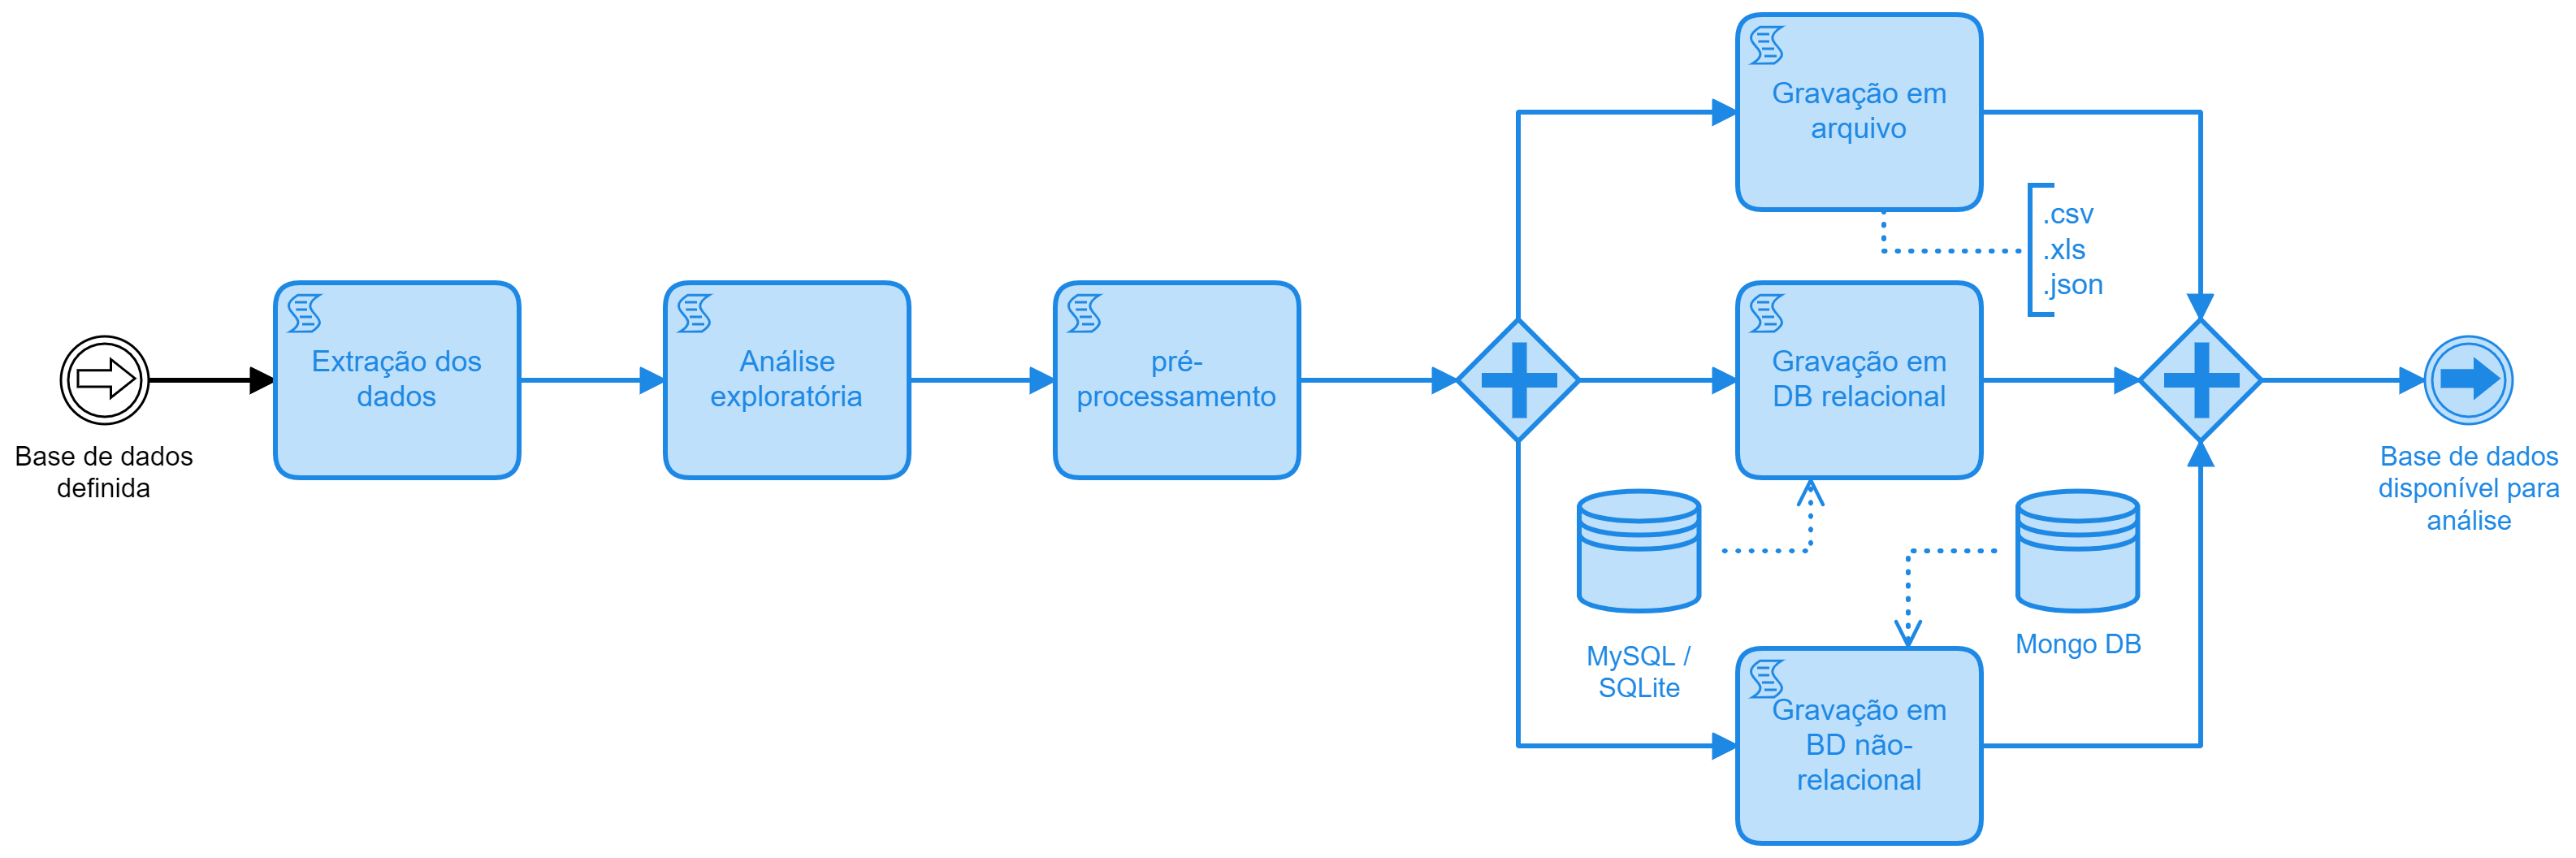 Base de dados
definida
Extração dos
dados
Análise
exploratória
pré-
processamento
Gravação em
arquivo
.csv
.xls
.json
Gravação em
DB relacional
MySQL /
SQLite
Mongo DB
Gravação em
BD não-
relacional
Base de dados
disponível para
análise